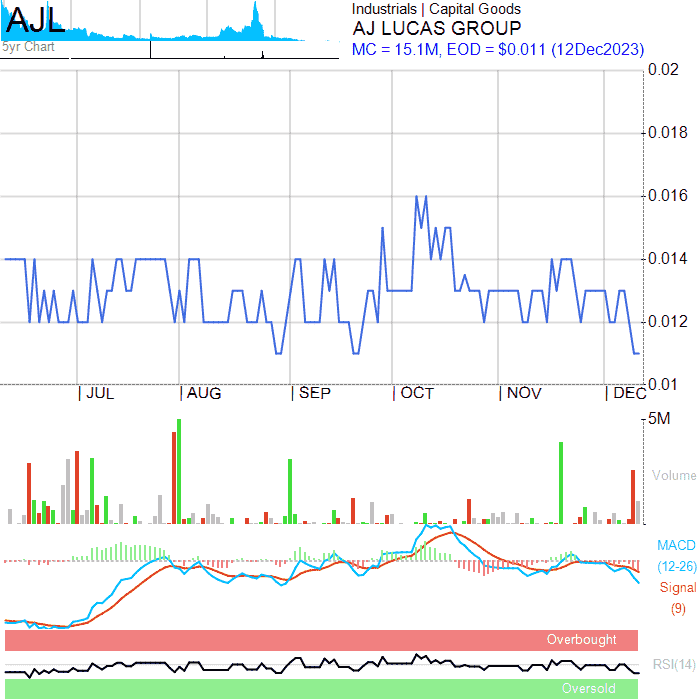 AJL
5yr Chart
Industrials | Capital Goods
AJ LUCAS GROUP
MC = 15.1M, EOD = $0.011 (12Dec2023)
0.02
0.018
0.016
0.014
0.012
0.01
| JUL | AUG | SEP | OCT | NOV | DEC
5M
Volume
MACD
(12-26)
Signal
(9)
Overbought
RSI(14)
Oversold